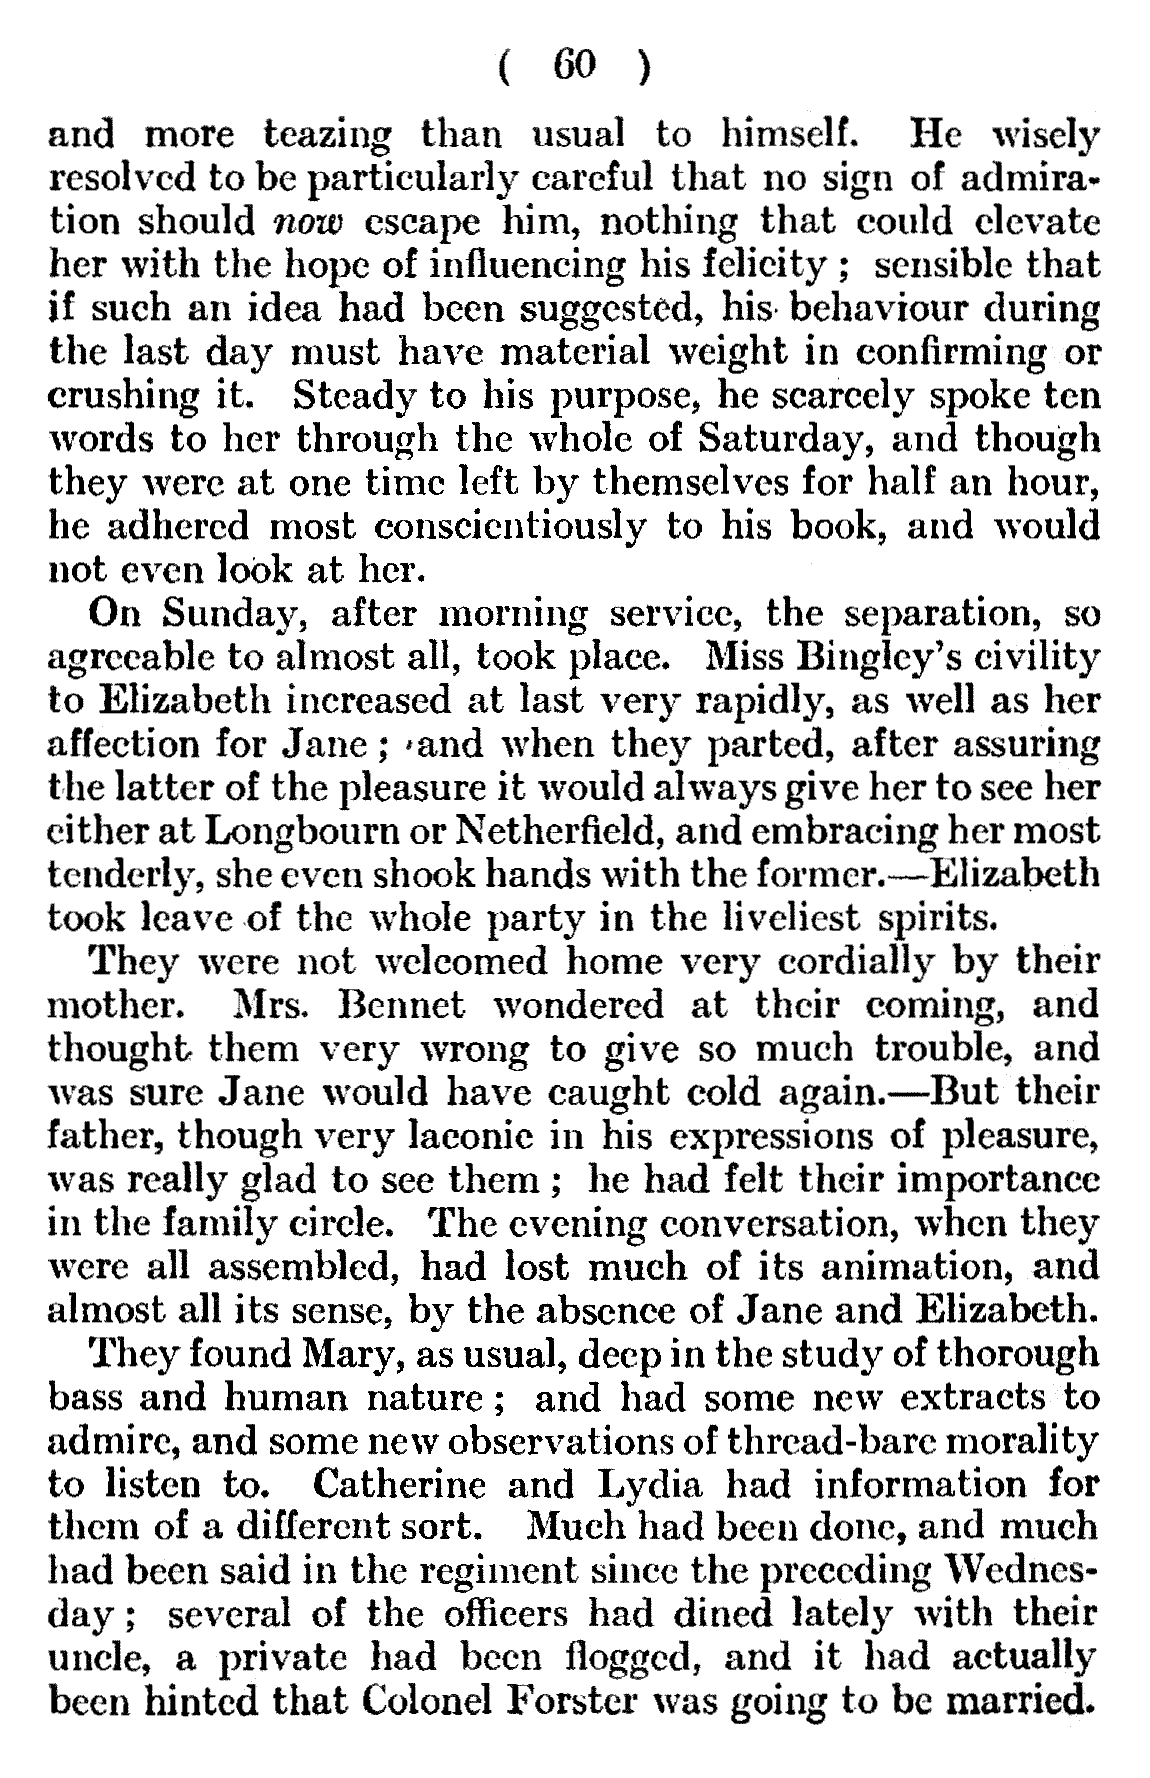 ( 60 )
and more teazing than usual to himself. He wisely
resolved to be particularly careful that no sign of admira-
tion should now escape him, nothing that could elevate
her with the hope of influencing his felicity ; sensible that
if such an idea had been suggested, his behaviour during
the last day must have material weight in confirming or
crushing it. Steady to his purpose, he scarcely spoke ten
words to her through the whole of Saturday, and though
they were at one time left by themselves for half an hour,
he adhered most conscientiously to his book, and would
not even look at her.
On Sunday, after morning service, the separation, so
agreeable to almost all, took place. Miss Bingley's civility
to Elizabeth increased at last very rapidly, as well as her
affection for Jane ; and when they parted, after assuring
the latter of the pleasure it would always give her to see her
either at Longbourn or Netherfield, and embracing her most
tenderly, she even shook hands with the former.—Elizabeth
took leave of the whole party in the liveliest spirits.
They were not welcomed home very cordially by their
mother. Mrs. Bennet wondered at their coming, and
thought them very wrong to give so much trouble, and
was sure Jane would have caught cold again.—But their
father, though very laconic in his expressions of pleasure,
was really glad to see them ; he had felt their importance
in the family circle. The evening conversation, when they
were all assembled, had lost much of its animation, and
almost all its sense, by the absence of Jane and Elizabeth.
They found Mary, as usual, deep in the study of thorough
bass and human nature ; and had some new extracts to
admire, and some new observations of thread-bare morality
to listen to. Catherine and Lydia had information for
them of a different sort. Much had been done, and much
had been said in the regiment since the preceding Wednes-
day ; several of the officers had dined lately with their
uncle, a private had been flogged, and it had actually
been hinted that Colonel Forster was going to be married.